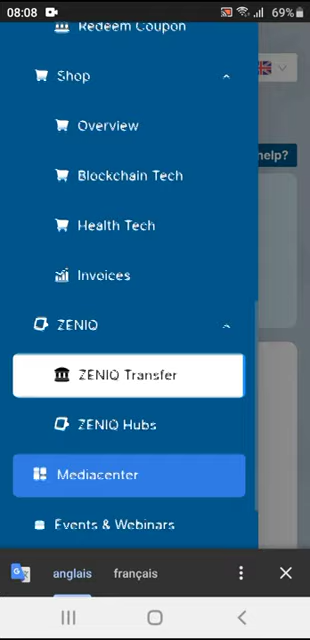 08:08
69%
Redeem Coupon
Shop
Overview
help?
Blockchain Tech
Health Tech
Invoices
ZENIQ
ZENIQ Transfer
ZENIQ Hubs
Mediacenter
Events & Webinars
anglais français